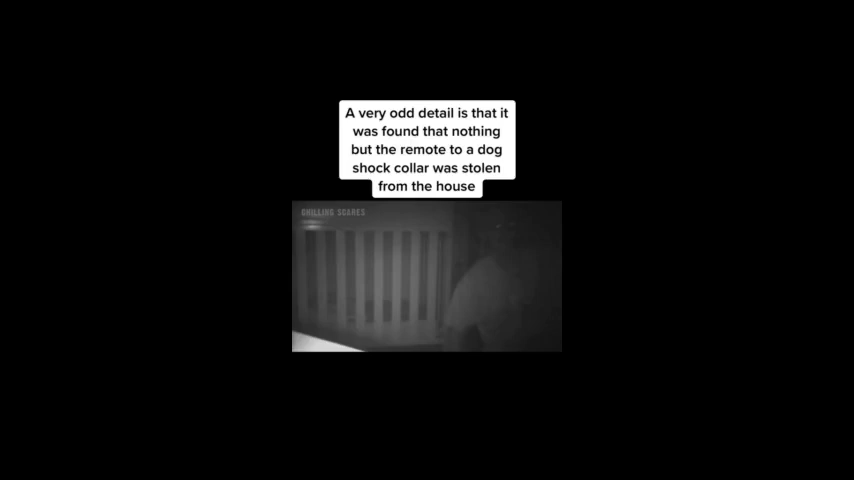 A very odd detail is that it
was found that nothing
but the remote to a dog
shock collar was stolen
from the house
CHILLING SCARES